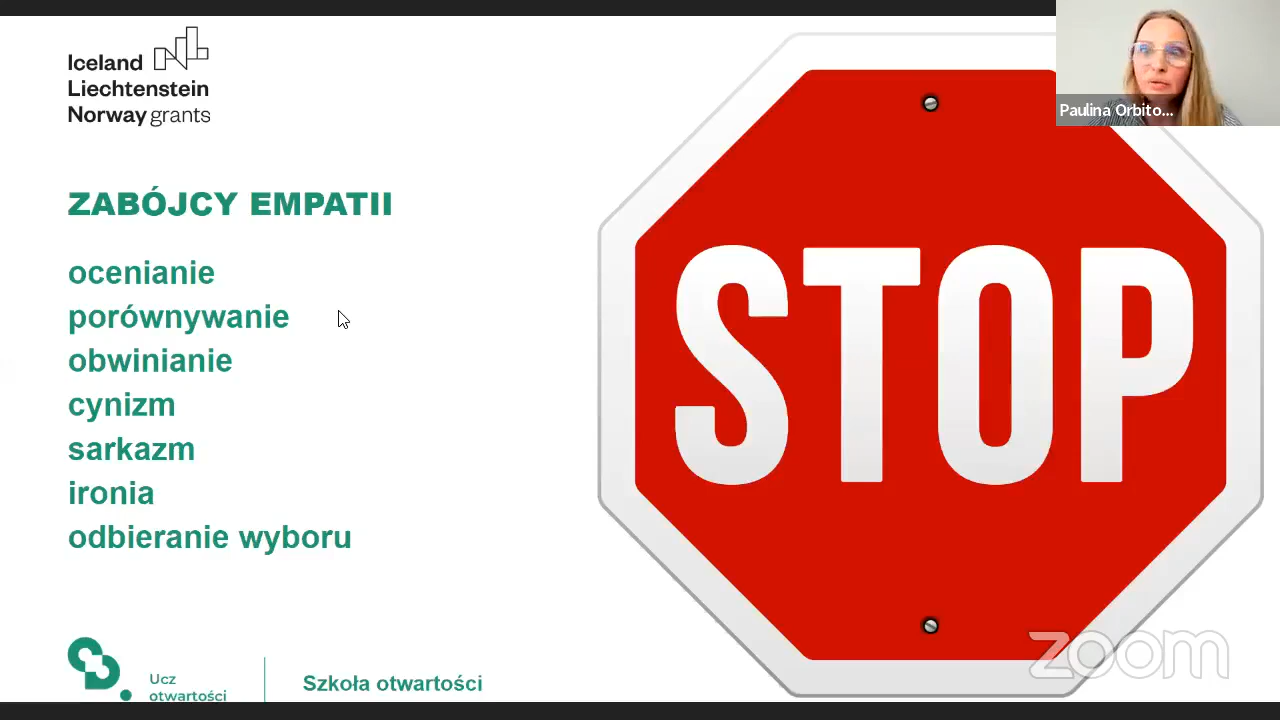 Iceland
Liechtenstein
Norway grants
Paulina Orbito...
ZABÓJCY EMPATII
ocenianie
porównywanie
obwinianie
cynizm
sarkazm
ironia
odbieranie wyboru
STOP
Ucz
otwartości
Szkoła otwartości
zoom